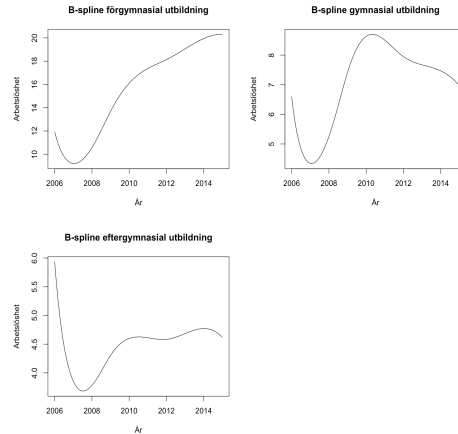 B-spline förgymnasial utbildning
Arbetslöshet
20
18
16
14
12
10
2006 2008 2010 2012 2014
År
B-spline gymnasial utbildning
Arbetslöshet
8
7
6
5
2006 2008 2010 2012 2014
År
B-spline eftergymnasial utbildning
Arbetslöshet
6.0
5.5
5.0
4.5
4.0
2006 2008 2010 2012 2014
År